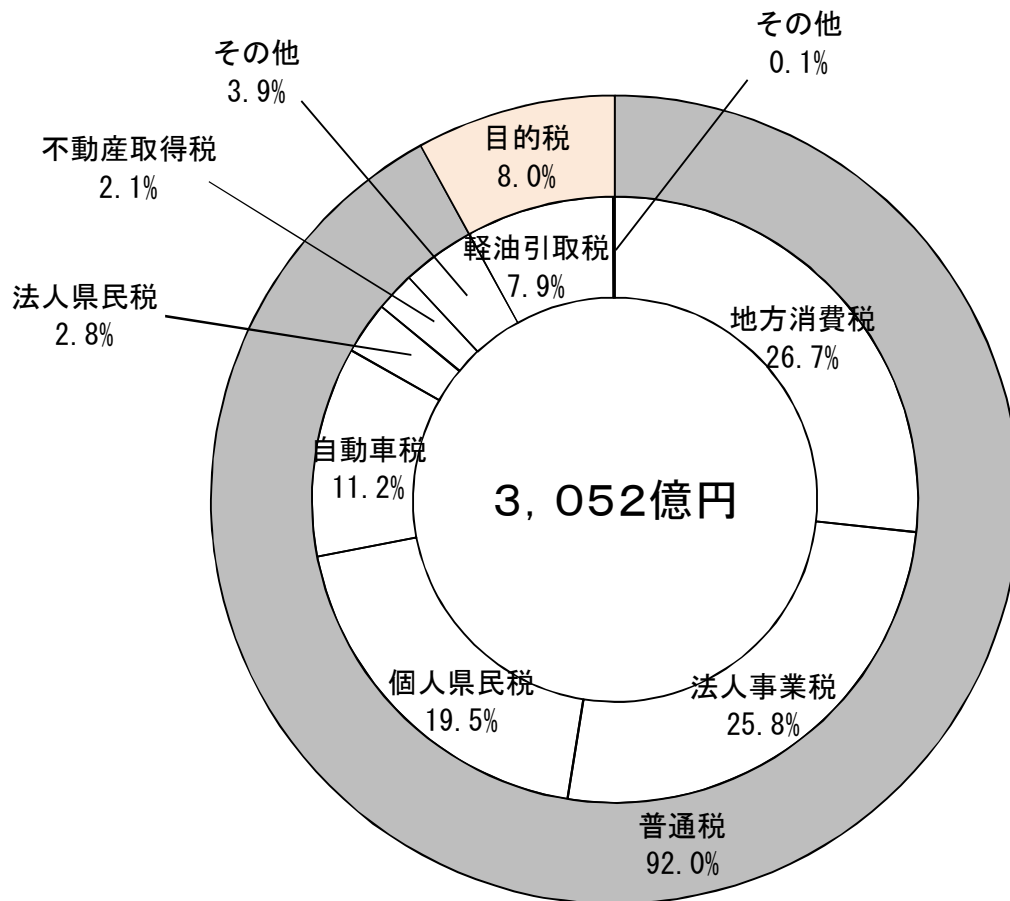 その他
0.1%
その他
3.9%
目的税
8.0%
不動産取得税
2.1%
軽油引取税
7.9%
法人県民税
2.8%
地方消費税
26.7%
自動車税
11.2%
3,052億円
個人県民税
19.5%
法人事業税
25.8%
普通税
92.0%